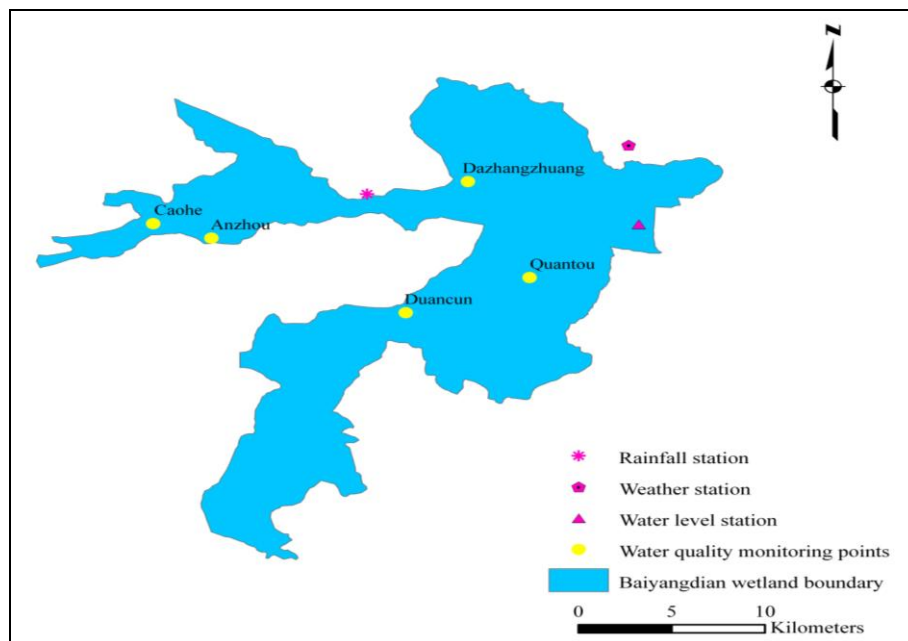 N
Dazhangzhuang
Caohe
Anzhou
Quantou
Duancun
Rainfall station
Weather station
Water level station
Water quality monitoring points
Baiyangdian wetland boundary
0 5 10
Kilometers